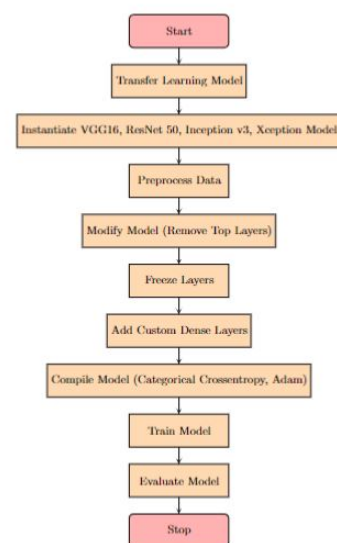 Start
Transfer Learning Model
Instantiate VGG16, ResNet 50, Inception v3, Xception Model
Preprocess Data
Modify Model (Remove Top Layers)
Freeze Layers
Add Custom Dense Layers
Compile Model (Categorical Crossentropy, Adam)
Train Model
Evaluate Model
Stop